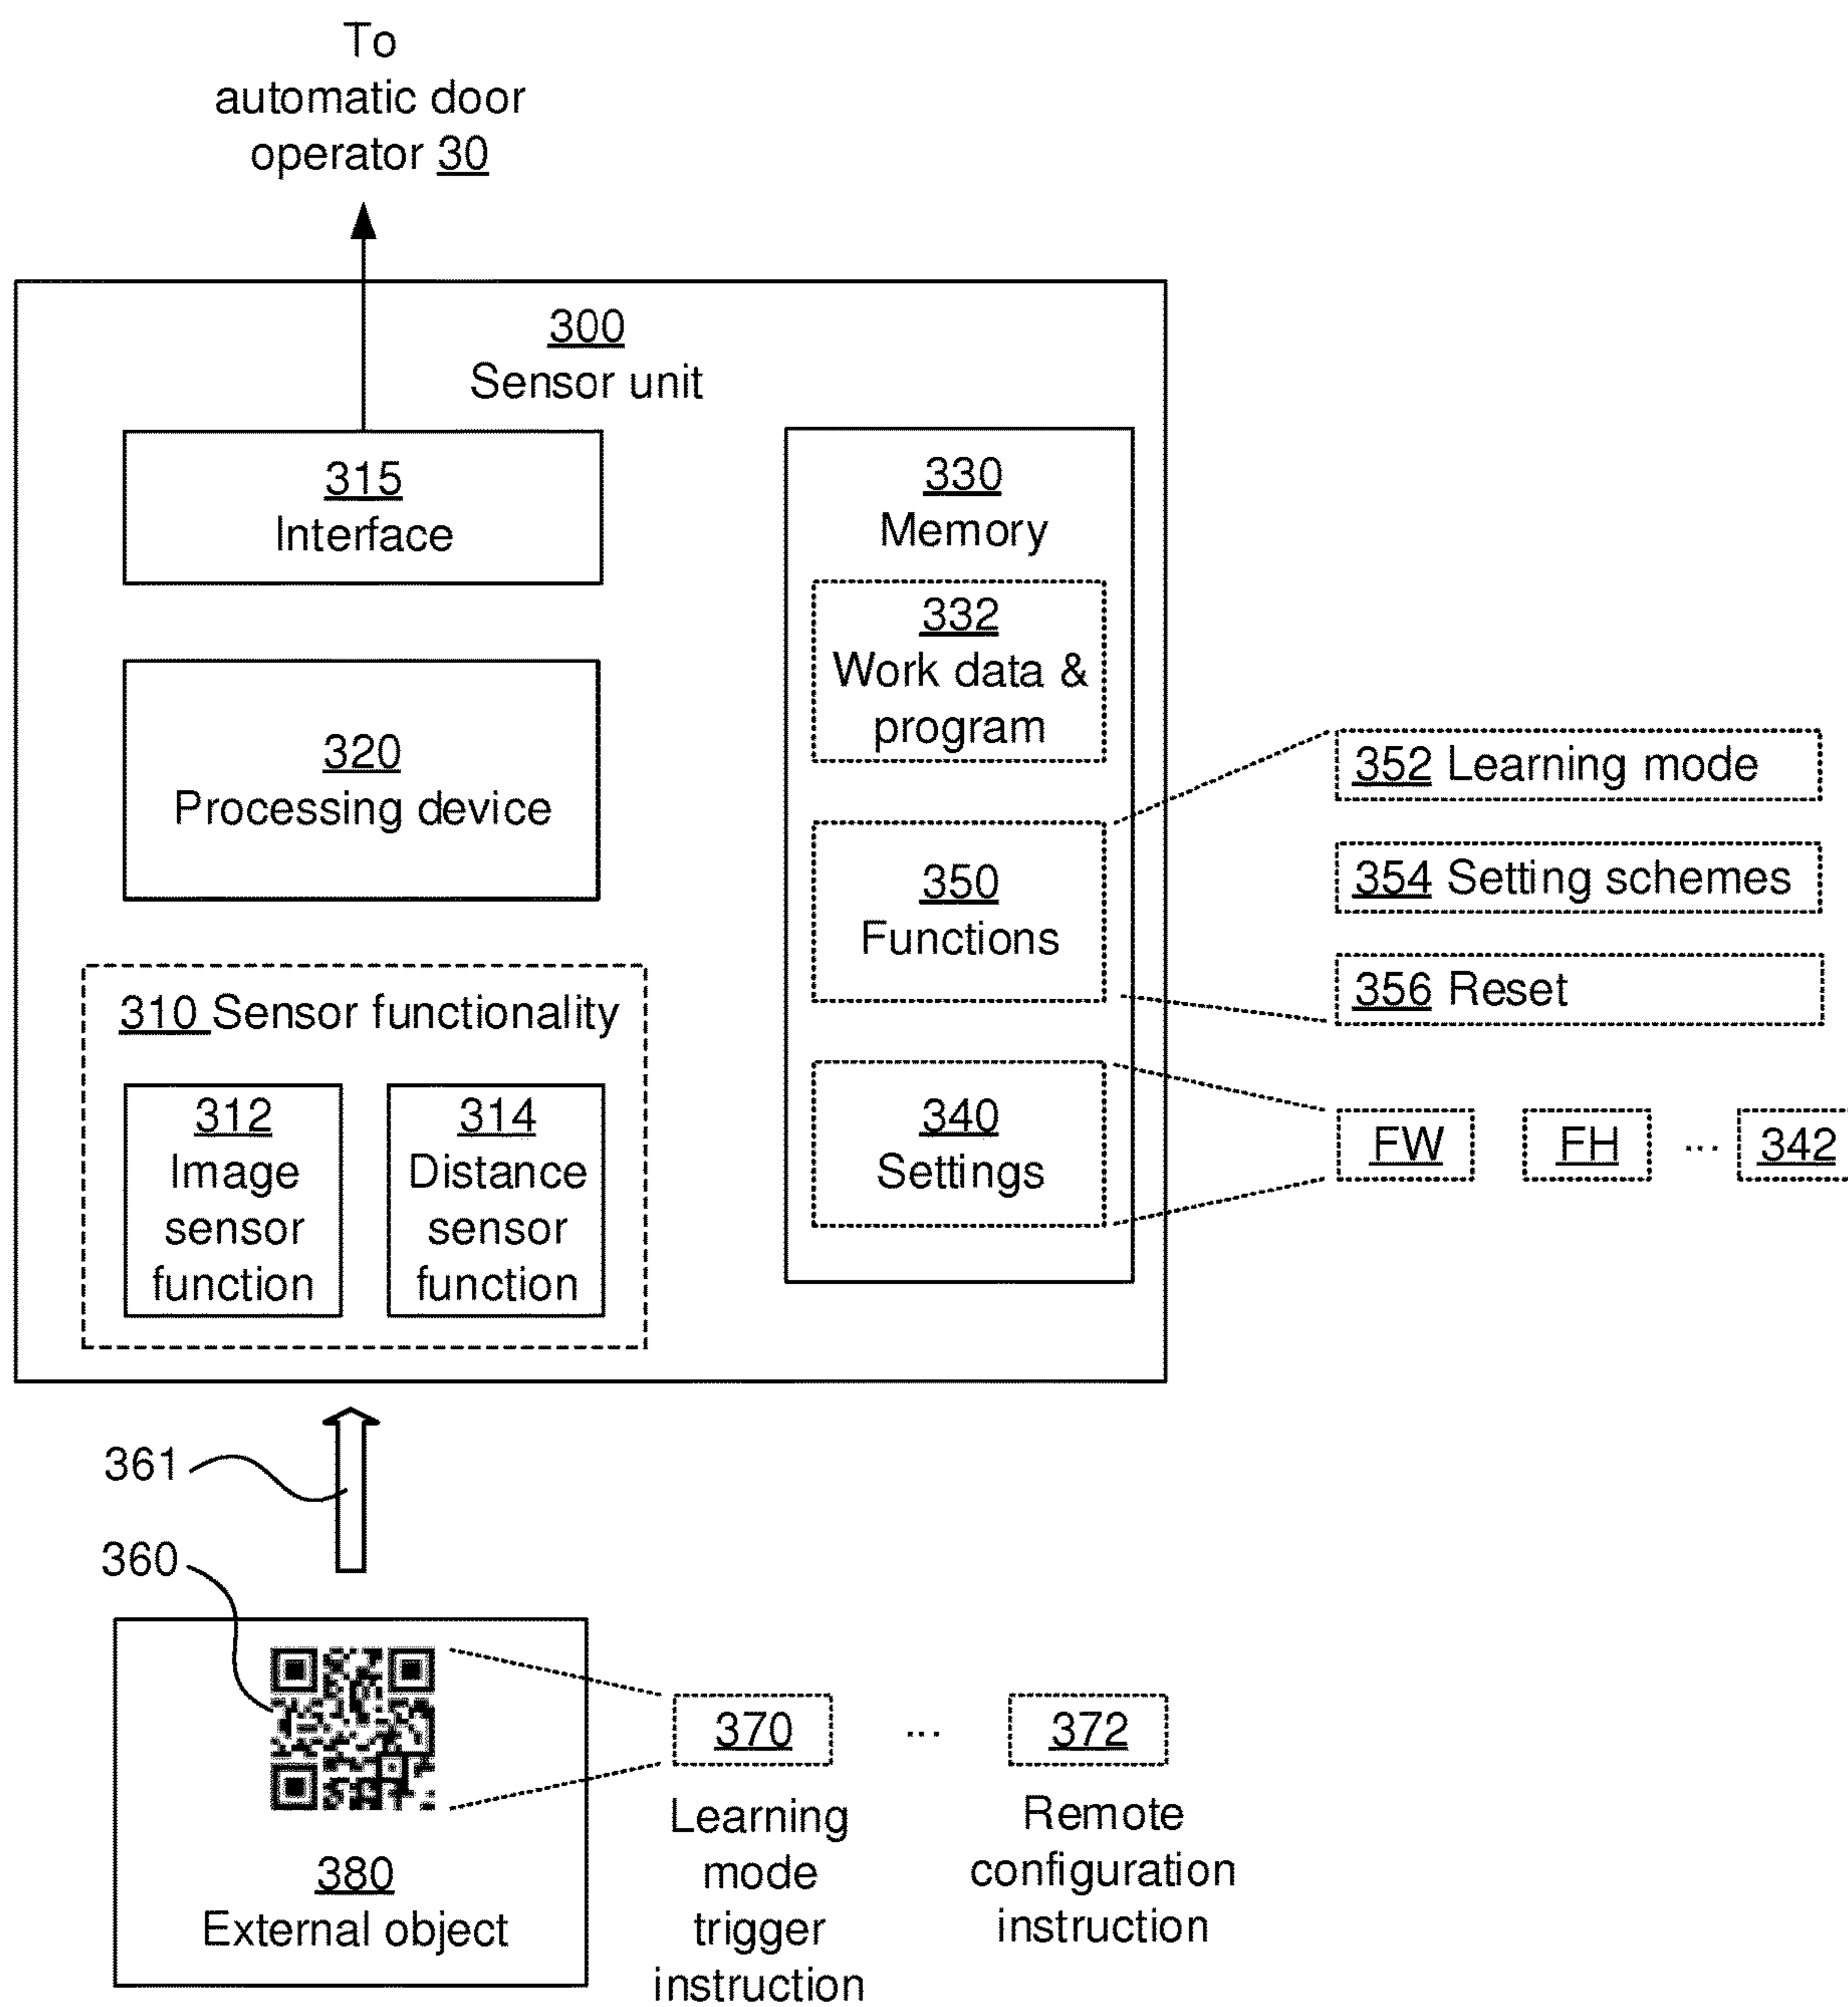 To
automatic door
operator 30
300
Sensor unit
315
Interface
320
Processing device
310 Sensor functionality
312
Image
sensor
function
314
Distance
sensor
function
330
Memory
332
Work data &
program
350
Functions
340
Settings
352 Learning mode
354 Setting schemes
356 Reset
FW
FH
...
342
361
360
380
External object
370
...
372
Learning
mode
trigger
instruction
Remote
configuration
instruction